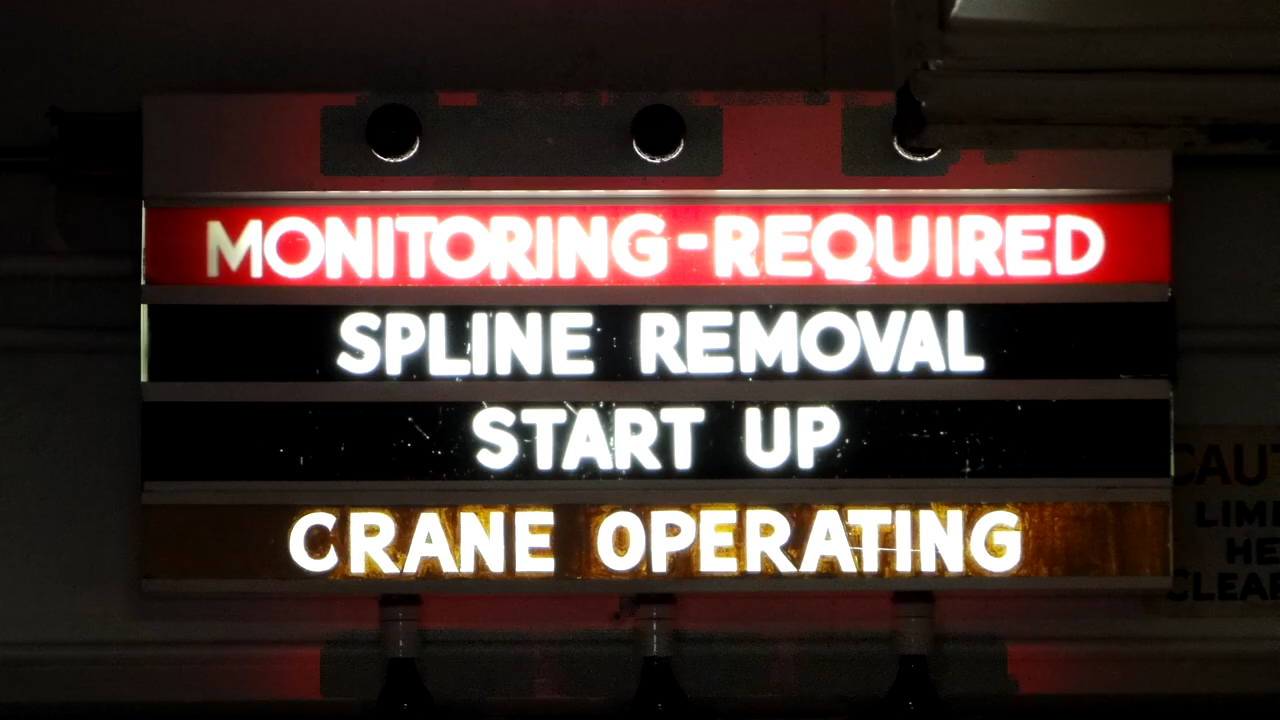 MONITORING-REQUIRED
SPLINE REMOVAL
START UP
CRANE OPERATING